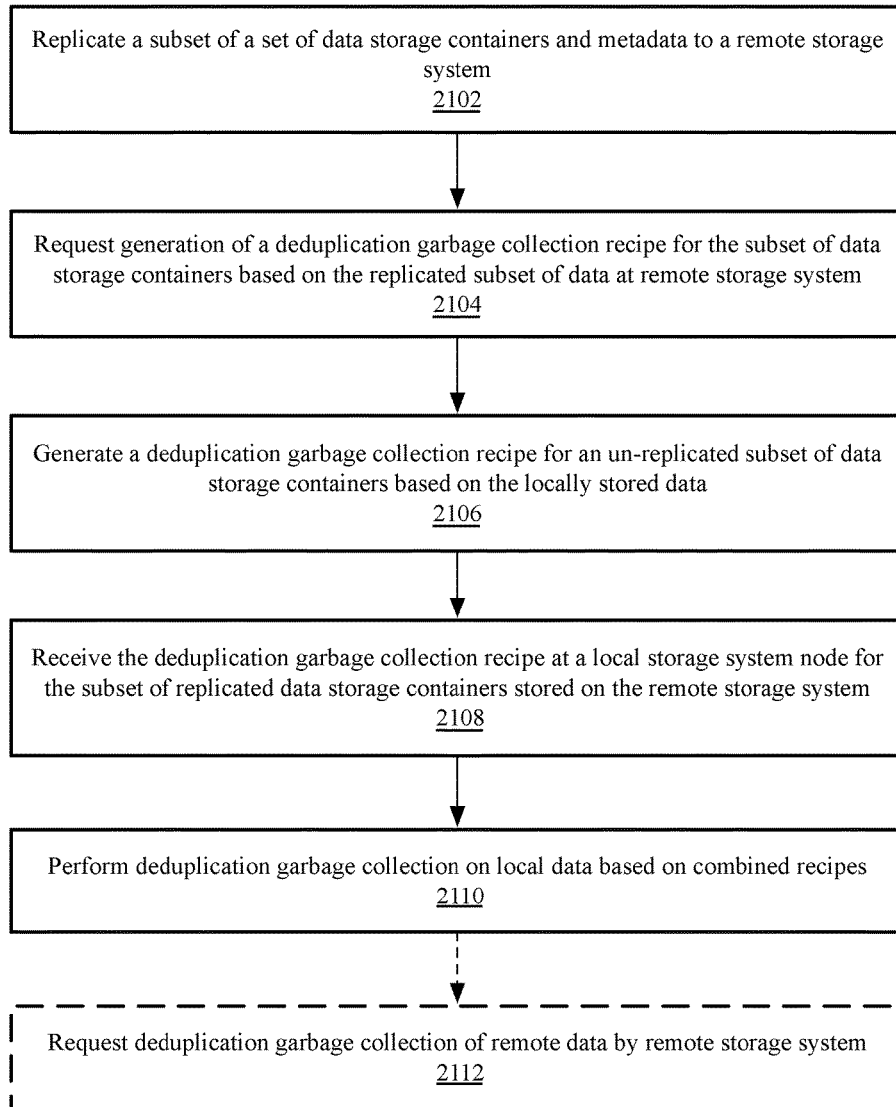 Replicate a subset of a set of data storage containers and metadata to a remote storage
system
2102
Request generation of a deduplication garbage collection recipe for the subset of data
storage containers based on the replicated subset of data at remote storage system
2104
Generate a deduplication garbage collection recipe for an un-replicated subset of data
storage containers based on the locally stored data
2106
Receive the deduplication garbage collection recipe at a local storage system node for
the subset of replicated data storage containers stored on the remote storage system
2108
Perform deduplication garbage collection on local data based on combined recipes
2110
Request deduplication garbage collection of remote data by remote storage system
2112